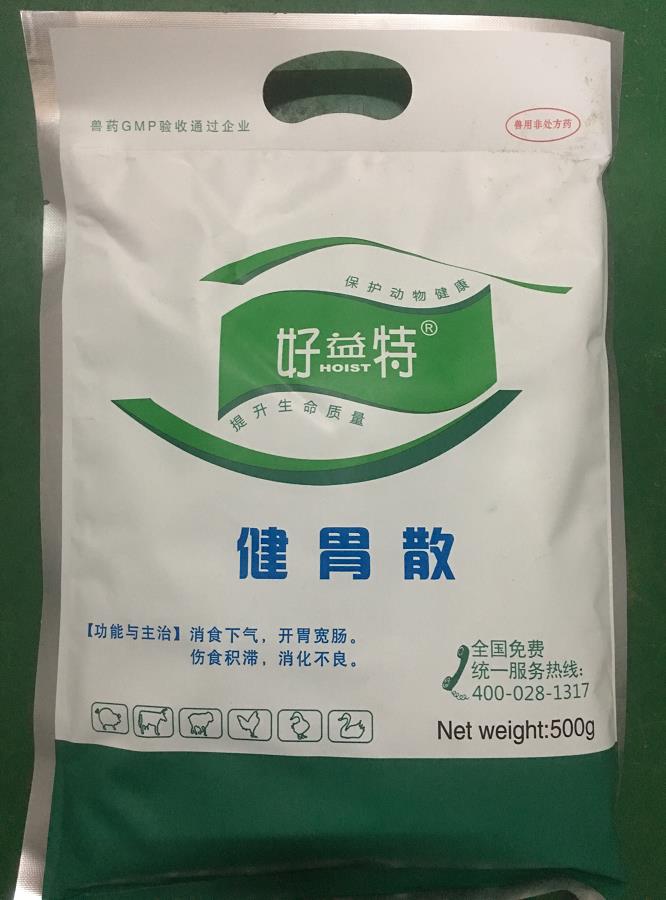 兽药GMP验收通过企业
兽用非处方药
保护动物健康
好益特®
HOIST
提升生命质量
健胃散
【功能与主治】消食下气，开胃宽肠。
伤食积滞，消化不良。
全国免费
统一服务热线：
400-028-1317
Net weight:500g